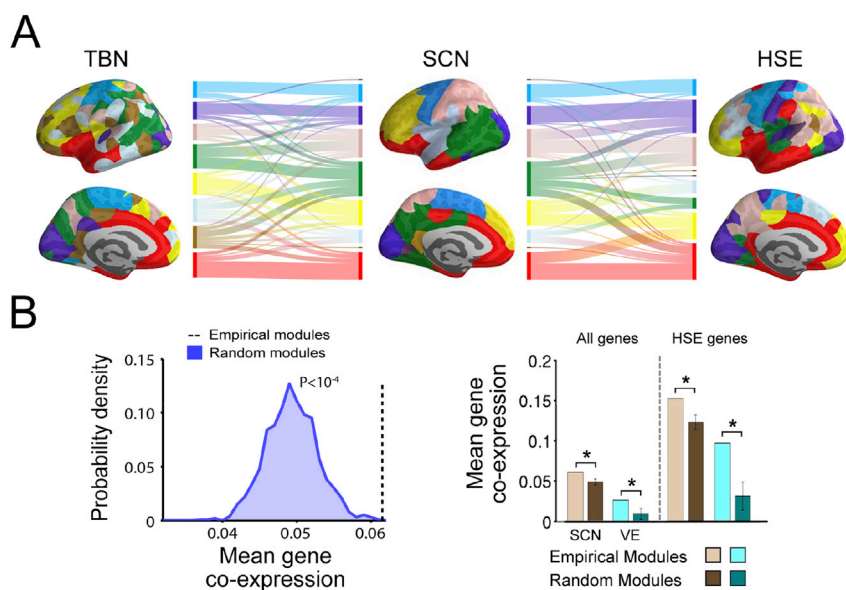 A
TBN
SCN
HSE
B
Empirical modules
Random modules
P<10-4
Probability density
0.15
0.10
0.05
0
0.04
0.05
0.06
Mean gene
co-expression
All genes
HSE genes
Mean gene
co-expression
0.2
0.15
0.1
0.05
0
*
*
*
*
SCN
VE
Empirical Modules
Random Modules